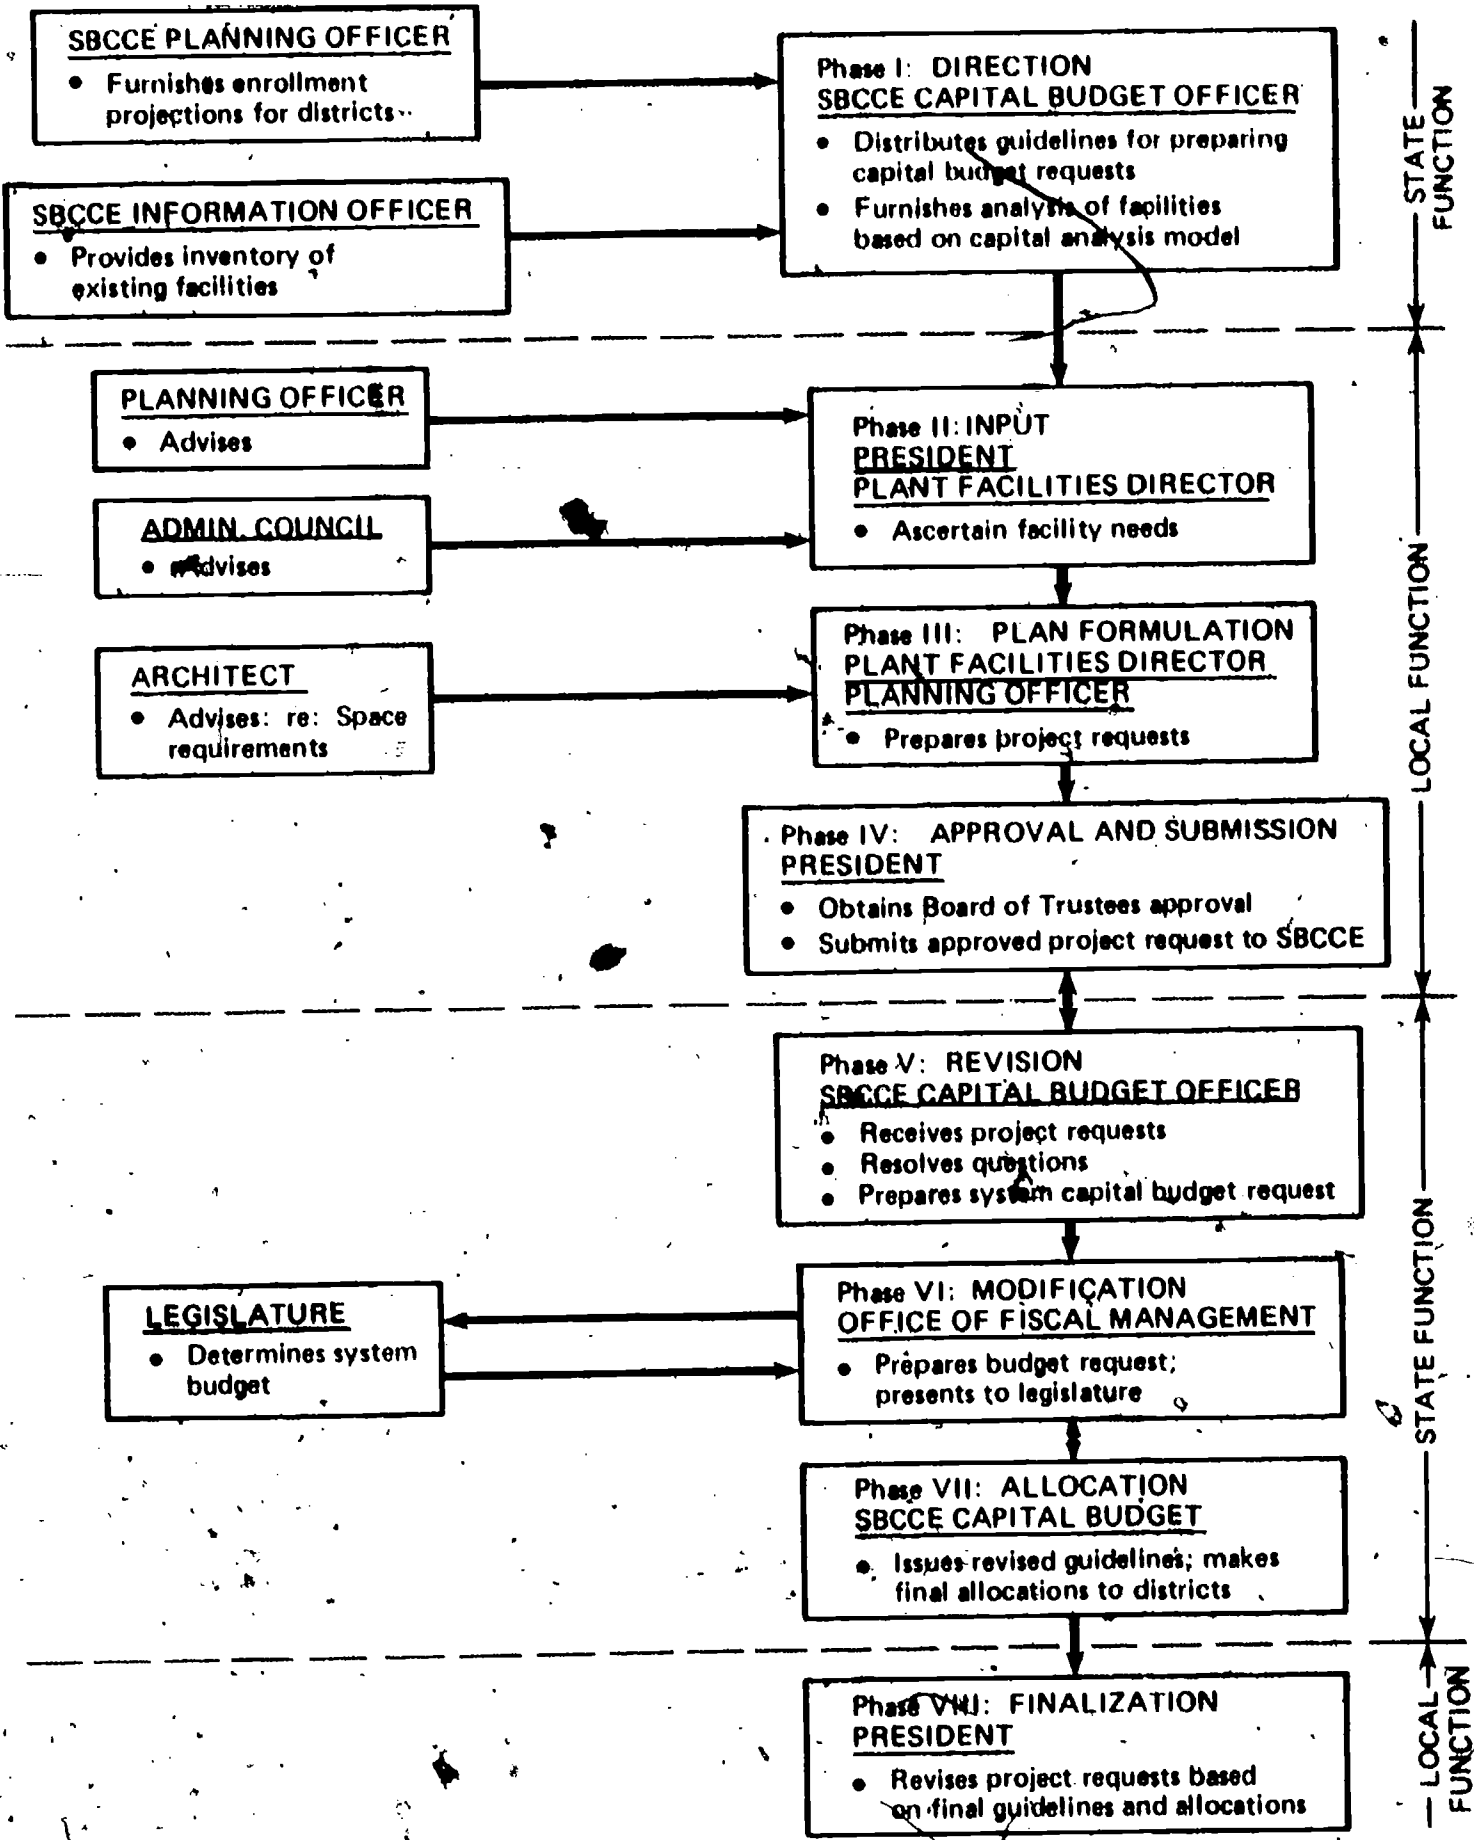 SBCCE PLANNING OFFICER
● Furnishes enrollment
projections for districts
SBCCE INFORMATION OFFICER
● Provides inventory of
existing facilities
Phase I: DIRECTION
SBCCE CAPITAL BUDGET OFFICER
● Distributes guidelines for preparing
capital budget requests
● Furnishes analysis of facilities
based on capital analysis model
STATE
FUNCTION
PLANNING OFFICER
● Advises
ADMIN. COUNCIL
● Advises
Phase II: INPUT
PRESIDENT
PLANT FACILITIES DIRECTOR
● Ascertain facility needs
ARCHITECT
● Advises: re: Space
requirements
Phase III: PLAN FORMULATION
PLANT FACILITIES DIRECTOR
PLANNING OFFICER
● Prepares project requests
Phase IV: APPROVAL AND SUBMISSION
PRESIDENT
● Obtains Board of Trustees approval
● Submits approved project request to SBCCE
LOCAL FUNCTION
Phase V: REVISION
SBCCE CAPITAL BUDGET OFFICER
● Receives project requests
● Resolves questions
● Prepares system capital budget request
LEGISLATURE
● Determines system
budget
Phase VI: MODIFICATION
OFFICE OF FISCAL MANAGEMENT
● Prepares budget request;
presents to legislature
Phase VII: ALLOCATION
SBCCE CAPITAL BUDGET
● Issues revised guidelines; makes
final allocations to districts
STATE FUNCTION
Phase VIII: FINALIZATION
PRESIDENT
● Revises project requests based
on final guidelines and allocations
LOCAL
FUNCTION